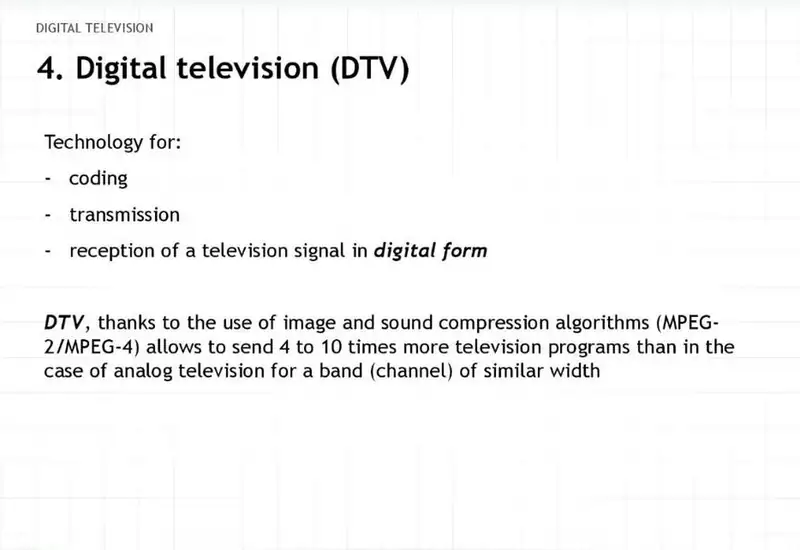 DIGITAL TELEVISION
4. Digital television (DTV)
Technology for:
- coding
- transmission
- reception of a television signal in digital form
DTV, thanks to the use of image and sound compression algorithms (MPEG-
2/MPEG-4) allows to send 4 to 10 times more television programs than in the
case of analog television for a band (channel) of similar width